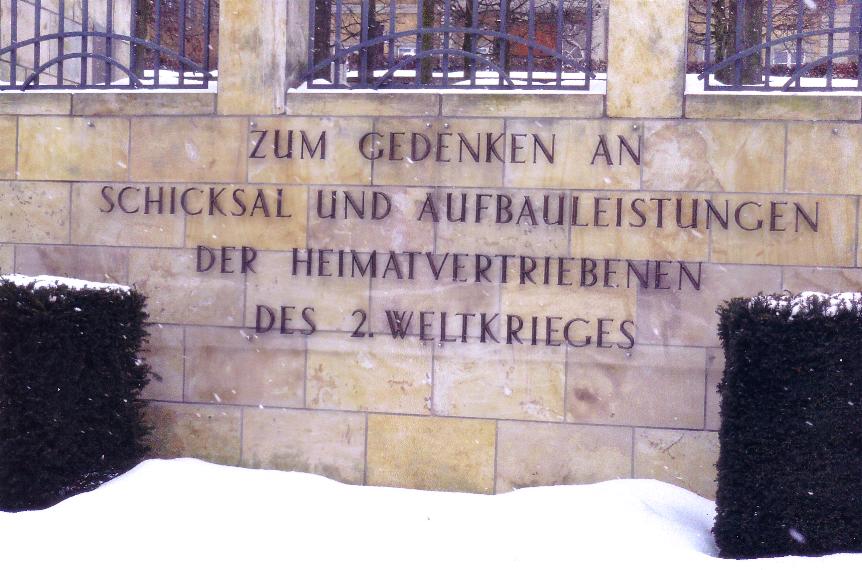 ZUM GEDENKEN AN
SCHICKSAL UND AUFBAULEISTUNGEN
DER HEIMATVERTRIEBENEN
DES 2. WELTKRIEGES